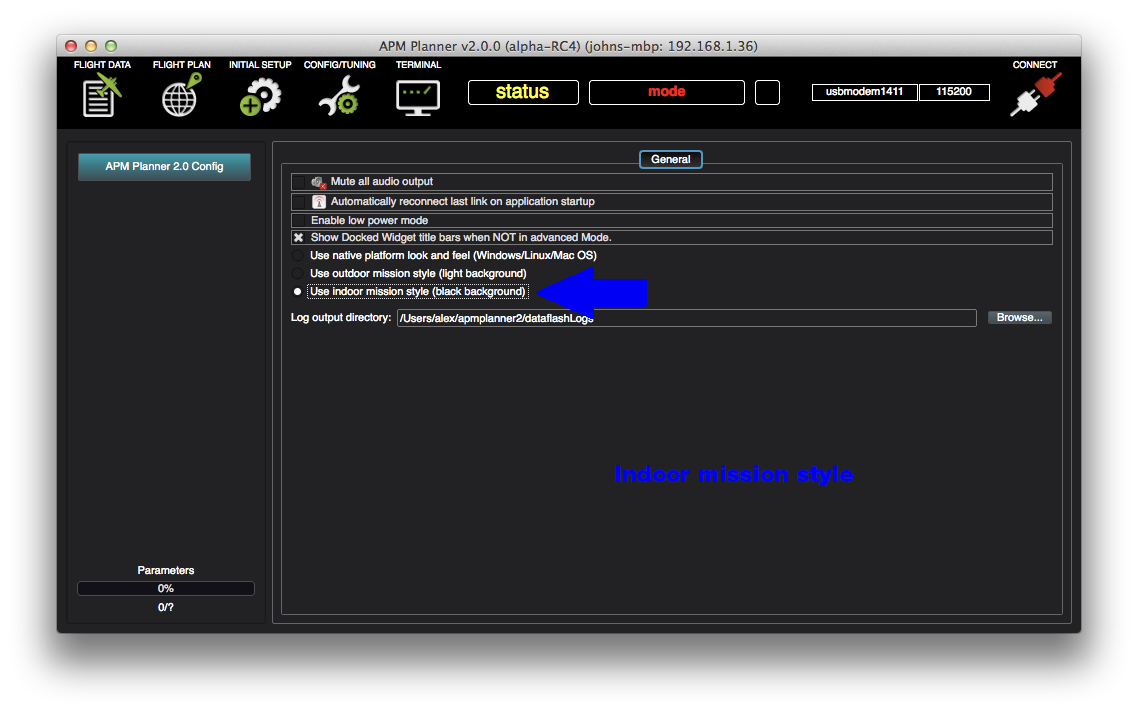 APM Planner v2.0.0 (alpha-RC4) (johns-mbp: 192.168.1.36)
FLIGHT DATA FLIGHT PLAN INITIAL SETUP CONFIG/TUNING TERMINAL CONNECT
status mode usbmodem1411 115200
APM Planner 2.0 Config
General
Mute all audio output
Automatically reconnect last link on application startup
Enable low power mode
Show Docked Widget title bars when NOT in advanced Mode.
Use native platform look and feel (Windows/Linux/Mac OS)
Use outdoor mission style (light background)
Use indoor mission style (black background)
Log output directory: /Users/alex/apmplanner2/dataflashLogs Browse...
Indoor mission style
Parameters
0%
0/?